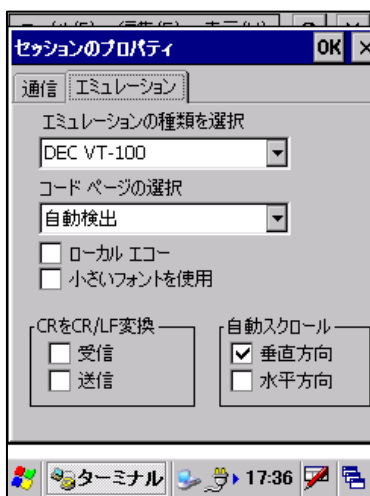 セッションのプロパティ OK ×
通信 エミュレーション
エミュレーションの種類を選択
DEC VT-100
コード ページの選択
自動検出
ローカル エコー
小さいフォントを使用
CRをCR/LF変換
受信
送信
自動スクロール
垂直方向
水平方向
ターミナル 17:36